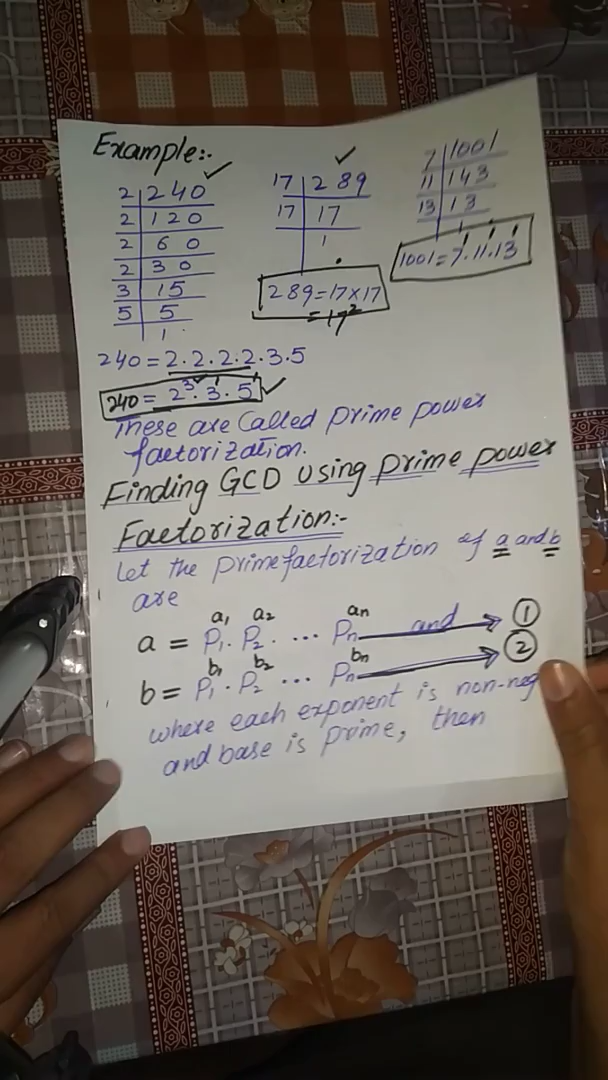 Example:-
2 | 240
2 | 120
2 | 60
2 | 30
3 | 15
5 | 5
1
17 | 289
17 | 17
1
289 = 17 × 17
= 17²
7 | 1001
11 | 143
13 | 13
1
1001 = 7·11·13
240 = 2·2·2·2·3·5
240 = 2³·3·5
These are Called prime power
factorization.
Finding GCD Using prime power
Factorization:-
Let the prime factorization of a and b
are
a = P₁^a₁ · P₂^a₂ ... Pₙ^aₙ and → ①
b = P₁^b₁ · P₂^b₂ ... Pₙ^bₙ → ②
where each exponent is non-neg
and base is prime, then